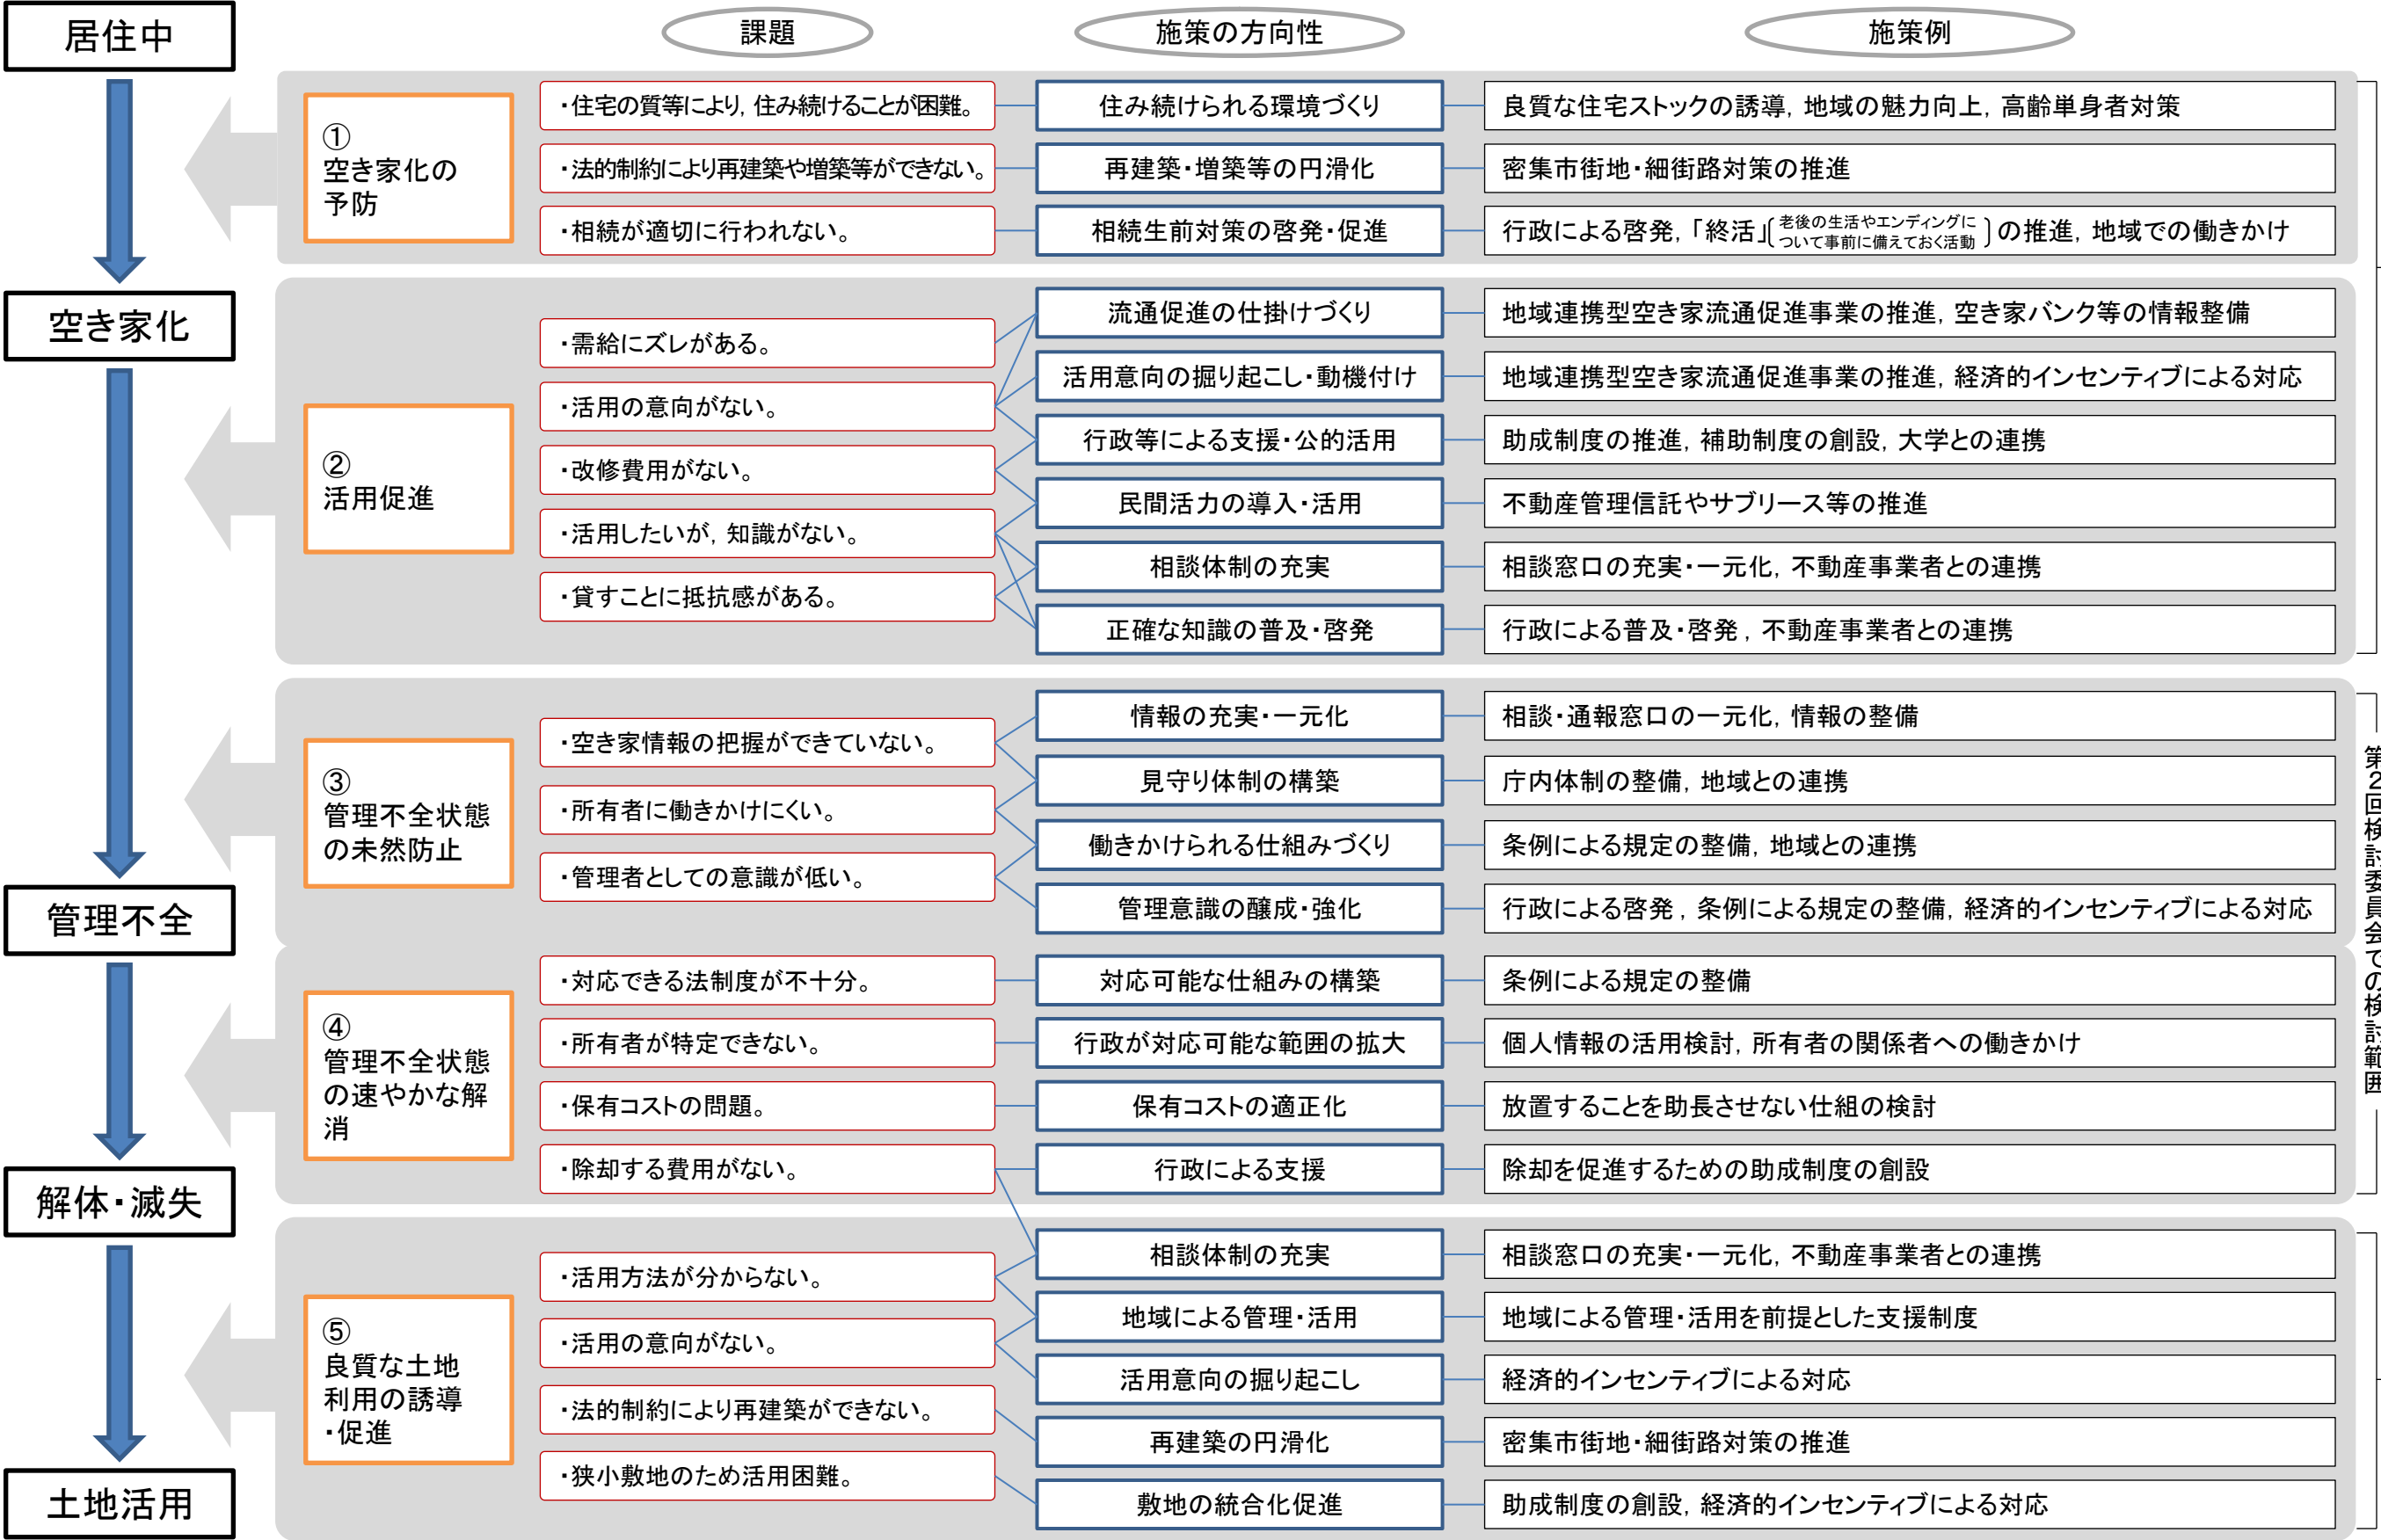 居住中
課題
施策の方向性
施策例
①
空き家化の
予防
・住宅の質等により，住み続けることが困難。
住み続けられる環境づくり
良質な住宅ストックの誘導，地域の魅力向上，高齢単身者対策
・法的制約により再建築や増築等ができない。
再建築・増築等の円滑化
密集市街地・細街路対策の推進
・相続が適切に行われない。
相続生前対策の啓発・促進
行政による啓発，「終活」〔老後の生活やエンディングに
ついて事前に備えておく活動〕の推進，地域での働きかけ
空き家化
②
活用促進
・需給にズレがある。
・活用の意向がない。
・改修費用がない。
・活用したいが，知識がない。
・貸すことに抵抗感がある。
流通促進の仕掛けづくり
地域連携型空き家流通促進事業の推進，空き家バンク等の情報整備
活用意向の掘り起こし・動機付け
地域連携型空き家流通促進事業の推進，経済的インセンティブによる対応
行政等による支援・公的活用
助成制度の推進，補助制度の創設，大学との連携
民間活力の導入・活用
不動産管理信託やサブリース等の推進
相談体制の充実
相談窓口の充実・一元化，不動産事業者との連携
正確な知識の普及・啓発
行政による普及・啓発，不動産事業者との連携
③
管理不全状態
の未然防止
・空き家情報の把握ができていない。
・所有者に働きかけにくい。
・管理者としての意識が低い。
情報の充実・一元化
相談・通報窓口の一元化，情報の整備
見守り体制の構築
庁内体制の整備，地域との連携
働きかけられる仕組みづくり
条例による規定の整備，地域との連携
管理意識の醸成・強化
行政による啓発，条例による規定の整備，経済的インセンティブによる対応
管理不全
④
管理不全状態
の速やかな解
消
・対応できる法制度が不十分。
対応可能な仕組みの構築
条例による規定の整備
・所有者が特定できない。
行政が対応可能な範囲の拡大
個人情報の活用検討，所有者の関係者への働きかけ
・保有コストの問題。
保有コストの適正化
放置することを助長させない仕組の検討
・除却する費用がない。
行政による支援
除却を促進するための助成制度の創設
第2回検討委員会での検討範囲
解体・滅失
⑤
良質な土地
利用の誘導
・促進
・活用方法が分からない。
・活用の意向がない。
・法的制約により再建築ができない。
・狭小敷地のため活用困難。
相談体制の充実
相談窓口の充実・一元化，不動産事業者との連携
地域による管理・活用
地域による管理・活用を前提とした支援制度
活用意向の掘り起こし
経済的インセンティブによる対応
再建築の円滑化
密集市街地・細街路対策の推進
敷地の統合化促進
助成制度の創設，経済的インセンティブによる対応
土地活用